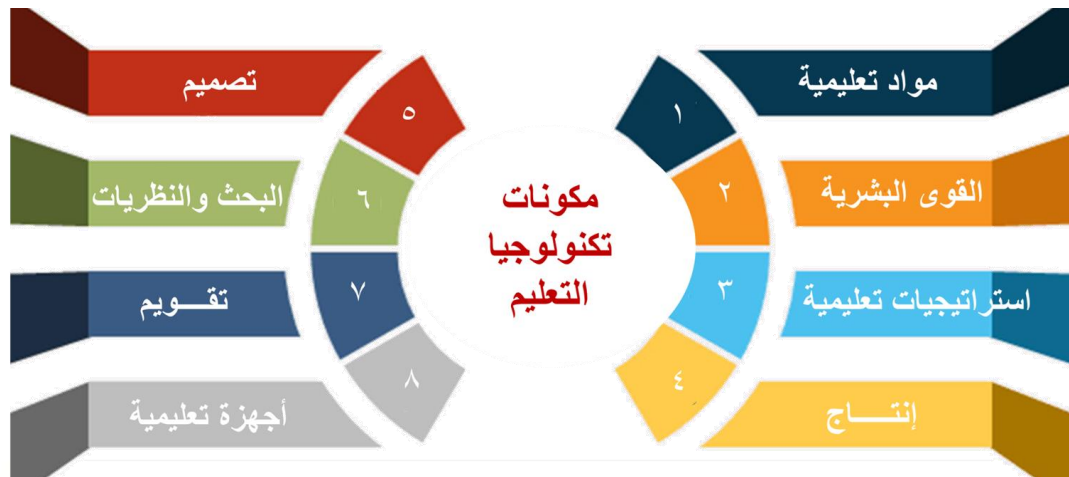 مكونات
تكنولوجيا
التعليم
١
مواد تعليمية
٢
القوى البشرية
٣
استراتيجيات تعليمية
٤
إنتـــــاج
٥
تصميم
٦
البحث والنظريات
٧
تقـــويم
٨
أجهزة تعليمية